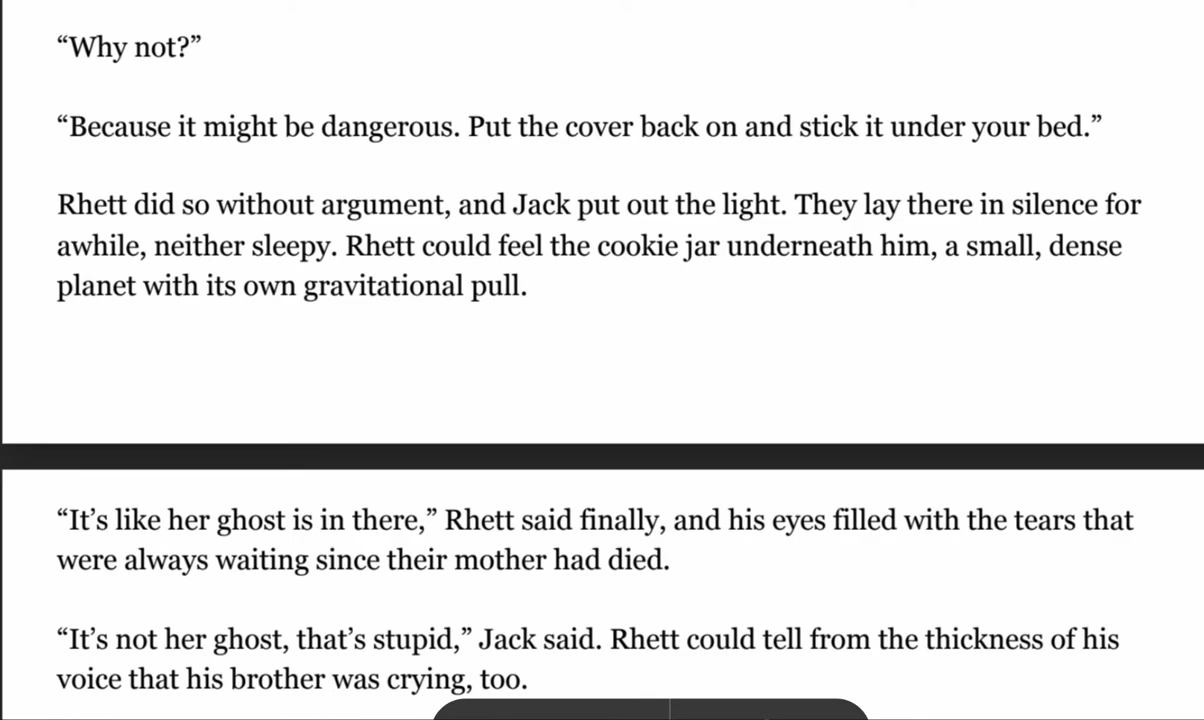 “Why not?”
“Because it might be dangerous. Put the cover back on and stick it under your bed.”
Rhett did so without argument, and Jack put out the light. They lay there in silence for
awhile, neither sleepy. Rhett could feel the cookie jar underneath him, a small, dense
planet with its own gravitational pull.
“It’s like her ghost is in there,” Rhett said finally, and his eyes filled with the tears that
were always waiting since their mother had died.
“It’s not her ghost, that’s stupid,” Jack said. Rhett could tell from the thickness of his
voice that his brother was crying, too.